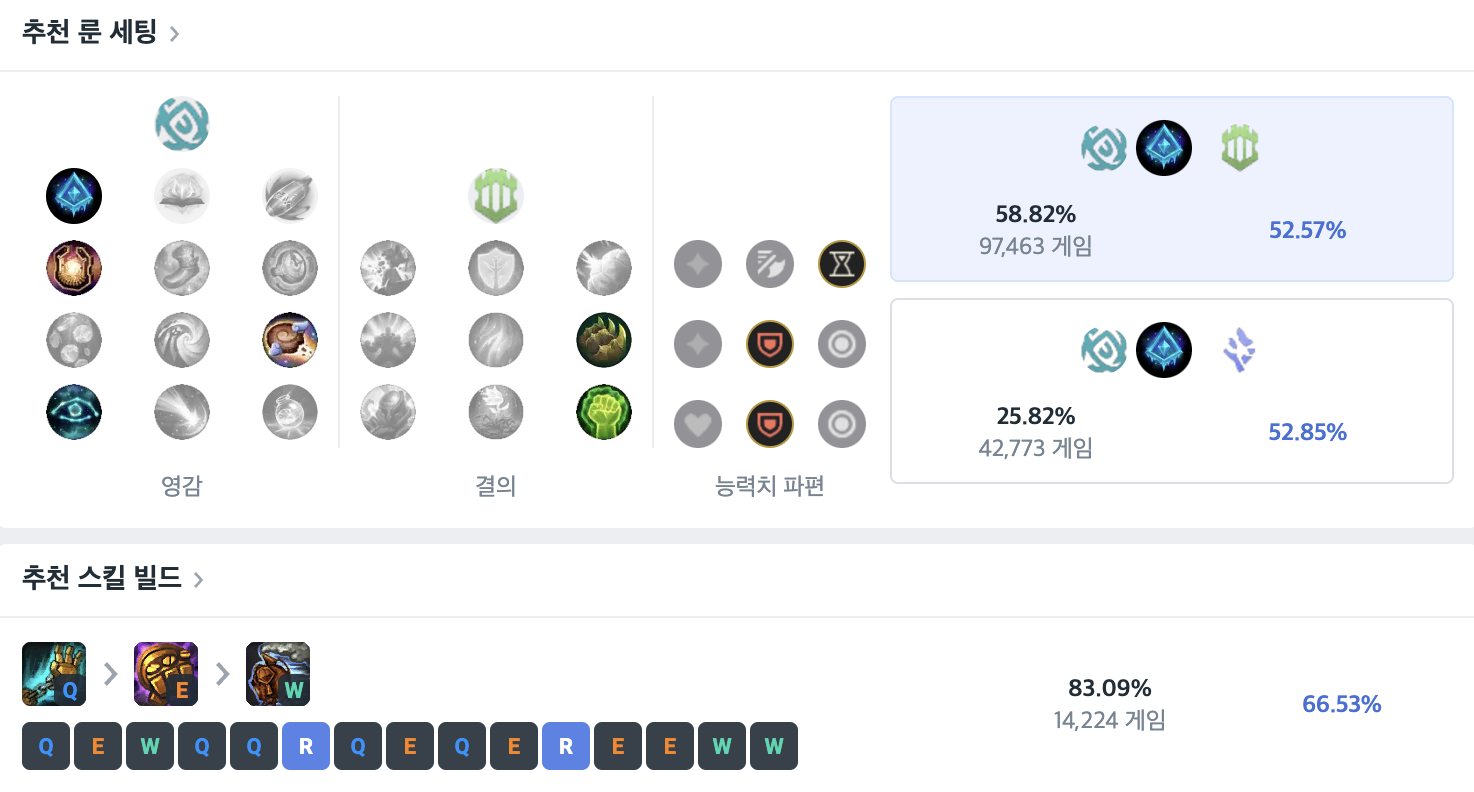 추천 룬 세팅
58.82%
97,463 게임
52.57%
25.82%
42,773 게임
52.85%
영감
결의
능력치 파편
추천 스킬 빌드
Q
E
W
83.09%
14,224 게임
66.53%
Q E W Q Q R Q E Q E R E E W W